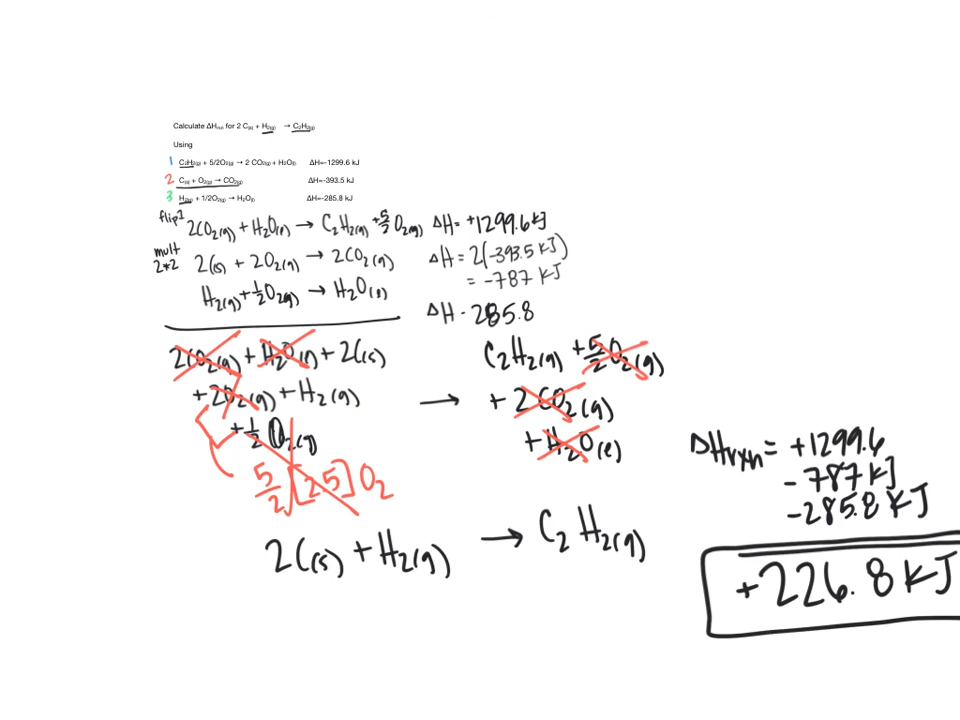 Calculate ΔHrxn for 2 C(s) + H2(g) → C2H2(g)
Using
1 C2H2(g) + 5/2O2(g) → 2 CO2(g) + H2O(l) ΔH=-1299.6 kJ
2 C(s) + O2(g) → CO2(g) ΔH=-393.5 kJ
3 H2(g) + 1/2O2(g) → H2O(l) ΔH=-285.8 kJ
flip 1 2CO2(g) + H2O(l) → C2H2(g) + 5/2 O2(g) ΔH= +1299.6 kJ
mult 2*2 2C(s) + 2O2(g) → 2CO2(g) ΔH = 2(-393.5 kJ)
= -787 kJ
H2(g) + 1/2 O2(g) → H2O(l) ΔH - 285.8
2CO2(g) + H2O(l) + 2C(s) C2H2(g) + 5/2 O2(g)
+ 2O2(g) + H2(g) → + 2CO2(g)
+ 1/2 O2(g) + H2O(l)
5/2 [2.5] O2
ΔHrxn = +1299.6
- 787 kJ
-285.8 kJ
2C(s) + H2(g) → C2H2(g)
+226.8 kJ